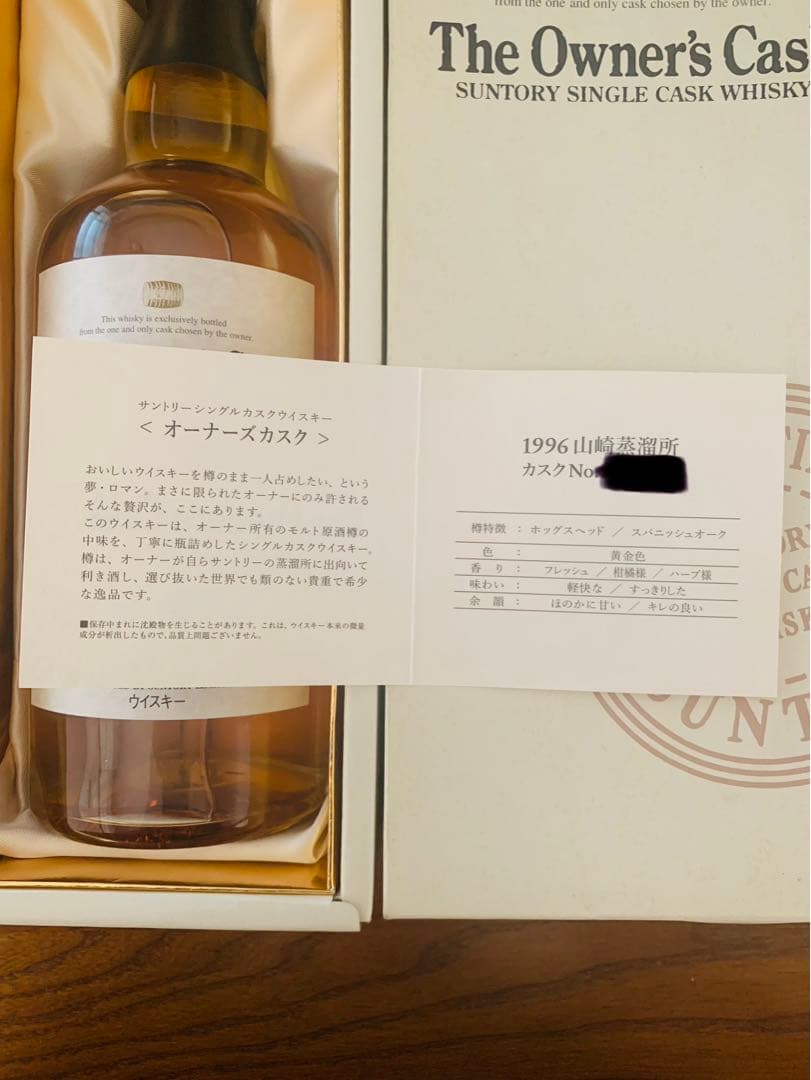 from the one and only cask chosen by the owner.
The Owner's Cas
SUNTORY SINGLE CASK WHISKY
This whisky is exclusively bottled
from the one and only cask chosen by the owner.
サントリーシングルカスクウイスキー
< オーナーズカスク >
おいしいウイスキーを樽のまま一人占めしたい、という
夢・ロマン。まさに限られたオーナーにのみ許される
そんな贅沢が、ここにあります。
このウイスキーは、オーナー所有のモルト原酒樽の
中味を、丁寧に瓶詰めしたシングルカスクウイスキー。
樽は、オーナーが自らサントリーの蒸溜所に出向いて
利き酒し、選び抜いた世界でも類のない貴重で希少
な逸品です。
■保存中まれに沈殿物を生じることがあります。これは、ウイスキー本来の微量
成分が析出したもので、品質上問題ございません。
1996 山崎蒸溜所
カスクNo.
樽特徴 : ホッグスヘッド / スパニッシュオーク
色 : 黄金色
香り : フレッシュ / 柑橘様 / ハーブ様
味わい : 軽快な / すっきりした
余韻 : ほのかに甘い / キレの良い
ウイスキー